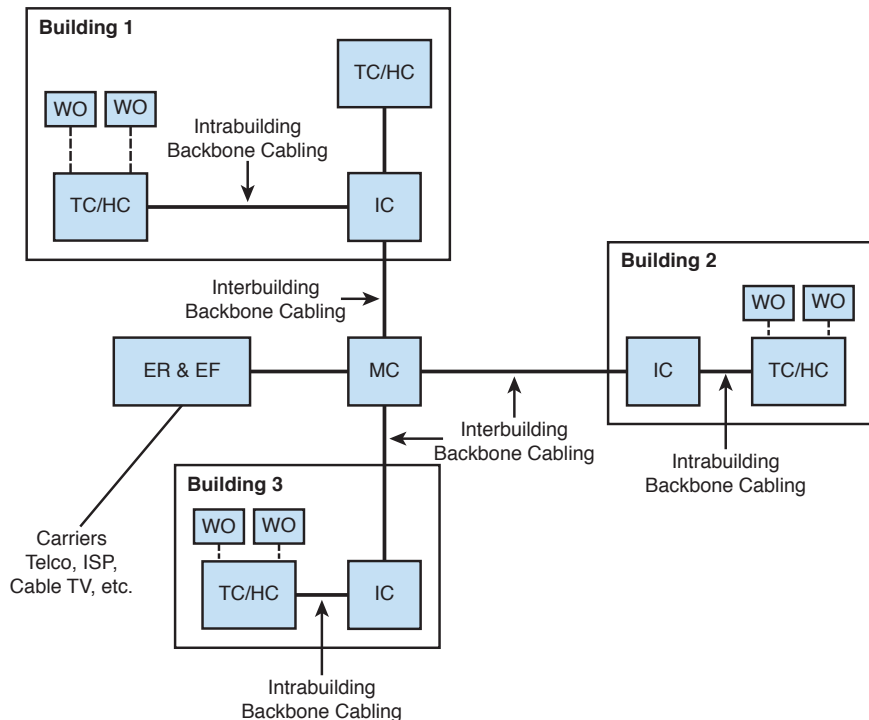 Building 1
TC/HC
WO WO
Intrabuilding
Backbone Cabling
TC/HC
IC
Building 2
Interbuilding
Backbone Cabling
WO WO
ER & EF
MC
IC
TC/HC
Interbuilding
Backbone Cabling
Intrabuilding
Backbone Cabling
Building 3
WO WO
Carriers
Telco, ISP,
Cable TV, etc.
TC/HC
IC
Intrabuilding
Backbone Cabling